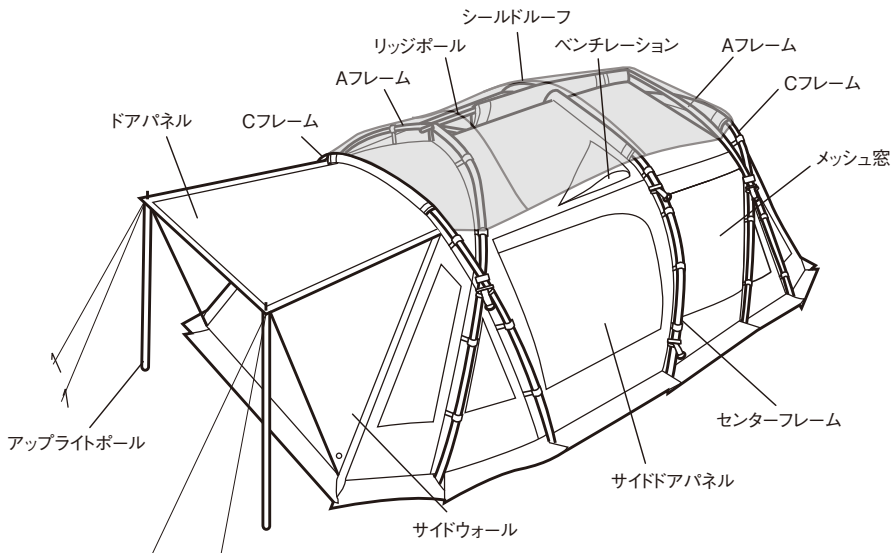 シールドルーフ
リッジポール
ベンチレーション
Aフレーム
Aフレーム
Cフレーム
ドアパネル
Cフレーム
メッシュ窓
センターフレーム
アップライトポール
サイドドアパネル
サイドウォール